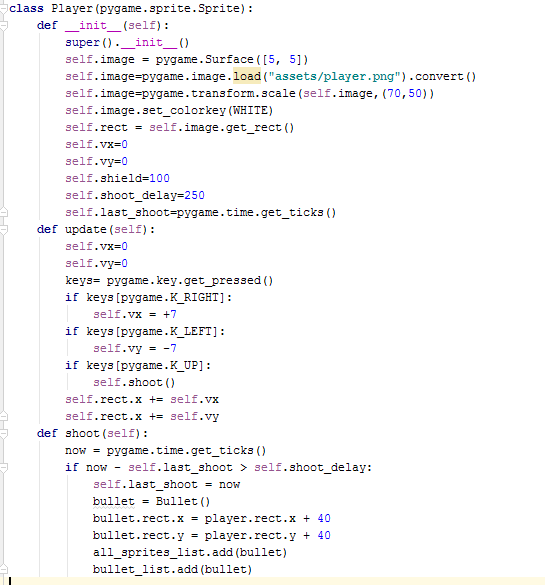 class Player(pygame.sprite.Sprite):
    def __init__(self):
        super().__init__()
        self.image = pygame.Surface([5, 5])
        self.image=pygame.image.load("assets/player.png").convert()
        self.image=pygame.transform.scale(self.image,(70,50))
        self.image.set_colorkey(WHITE)
        self.rect = self.image.get_rect()
        self.vx=0
        self.vy=0
        self.shield=100
        self.shoot_delay=250
        self.last_shoot=pygame.time.get_ticks()
    def update(self):
        self.vx=0
        self.vy=0
        keys= pygame.key.get_pressed()
        if keys[pygame.K_RIGHT]:
            self.vx = +7
        if keys[pygame.K_LEFT]:
            self.vy = -7
        if keys[pygame.K_UP]:
            self.shoot()
        self.rect.x += self.vx
        self.rect.x += self.vy
    def shoot(self):
        now = pygame.time.get_ticks()
        if now - self.last_shoot > self.shoot_delay:
            self.last_shoot = now
            bullet = Bullet()
            bullet.rect.x = player.rect.x + 40
            bullet.rect.y = player.rect.y + 40
            all_sprites_list.add(bullet)
            bullet_list.add(bullet)